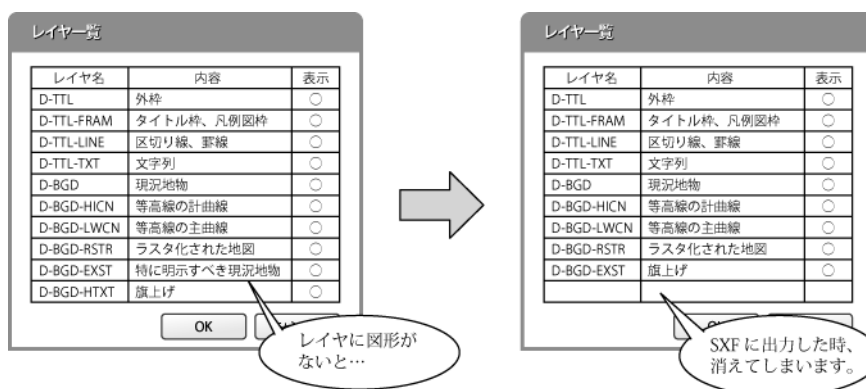 レイヤ一覧
レイヤ名 内容 表示
D-TTL 外枠 ○
D-TTL-FRAM タイトル枠、凡例図枠 ○
D-TTL-LINE 区切り線、罫線 ○
D-TTL-TXT 文字列 ○
D-BGD 現況地物 ○
D-BGD-HICN 等高線の計曲線 ○
D-BGD-LWCN 等高線の主曲線 ○
D-BGD-RSTR ラスタ化された地図 ○
D-BGD-EXST 特に明示すべき現況地物 ○
D-BGD-HTXT 旗上げ ○
OK
レイヤに図形が
ないと…
レイヤ一覧
レイヤ名 内容 表示
D-TTL 外枠 ○
D-TTL-FRAM タイトル枠、凡例図枠 ○
D-TTL-LINE 区切り線、罫線 ○
D-TTL-TXT 文字列 ○
D-BGD 現況地物 ○
D-BGD-HICN 等高線の計曲線 ○
D-BGD-LWCN 等高線の主曲線 ○
D-BGD-RSTR ラスタ化された地図 ○
D-BGD-EXST 旗上げ ○
SXF に出力した時、
消えてしまいます。